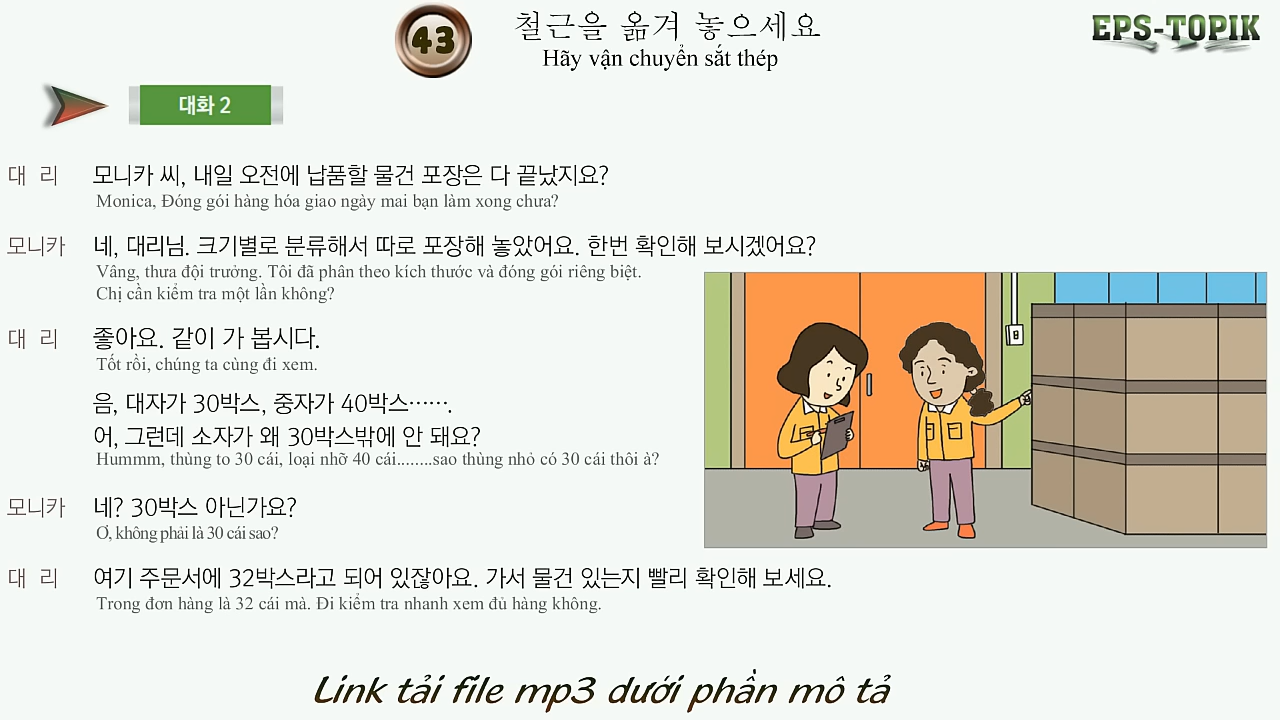 43
철근을 옮겨 놓으세요
Hãy vận chuyển sắt thép
EPS-TOPIK
대화 2
대 리 모니카 씨, 내일 오전에 납품할 물건 포장은 다 끝났지요?
Monica, Đóng gói hàng hóa giao ngày mai bạn làm xong chưa?
모니카 네, 대리님. 크기별로 분류해서 따로 포장해 놓았어요. 한번 확인해 보시겠어요?
Vâng, thưa đội trưởng. Tôi đã phân theo kích thước và đóng gói riêng biệt.
Chị cần kiểm tra một lần không?
대 리 좋아요. 같이 가 봅시다.
Tốt rồi, chúng ta cùng đi xem.
음, 대자가 30박스, 중자가 40박스…….
어, 그런데 소자가 왜 30박스밖에 안 돼요?
Hummm, thùng to 30 cái, loại nhỡ 40 cái........sao thùng nhỏ có 30 cái thôi à?
모니카 네? 30박스 아닌가요?
Ơ, không phải là 30 cái sao?
대 리 여기 주문서에 32박스라고 되어 있잖아요. 가서 물건 있는지 빨리 확인해 보세요.
Trong đơn hàng là 32 cái mà. Đi kiểm tra nhanh xem đủ hàng không.
Link tải file mp3 dưới phần mô tả